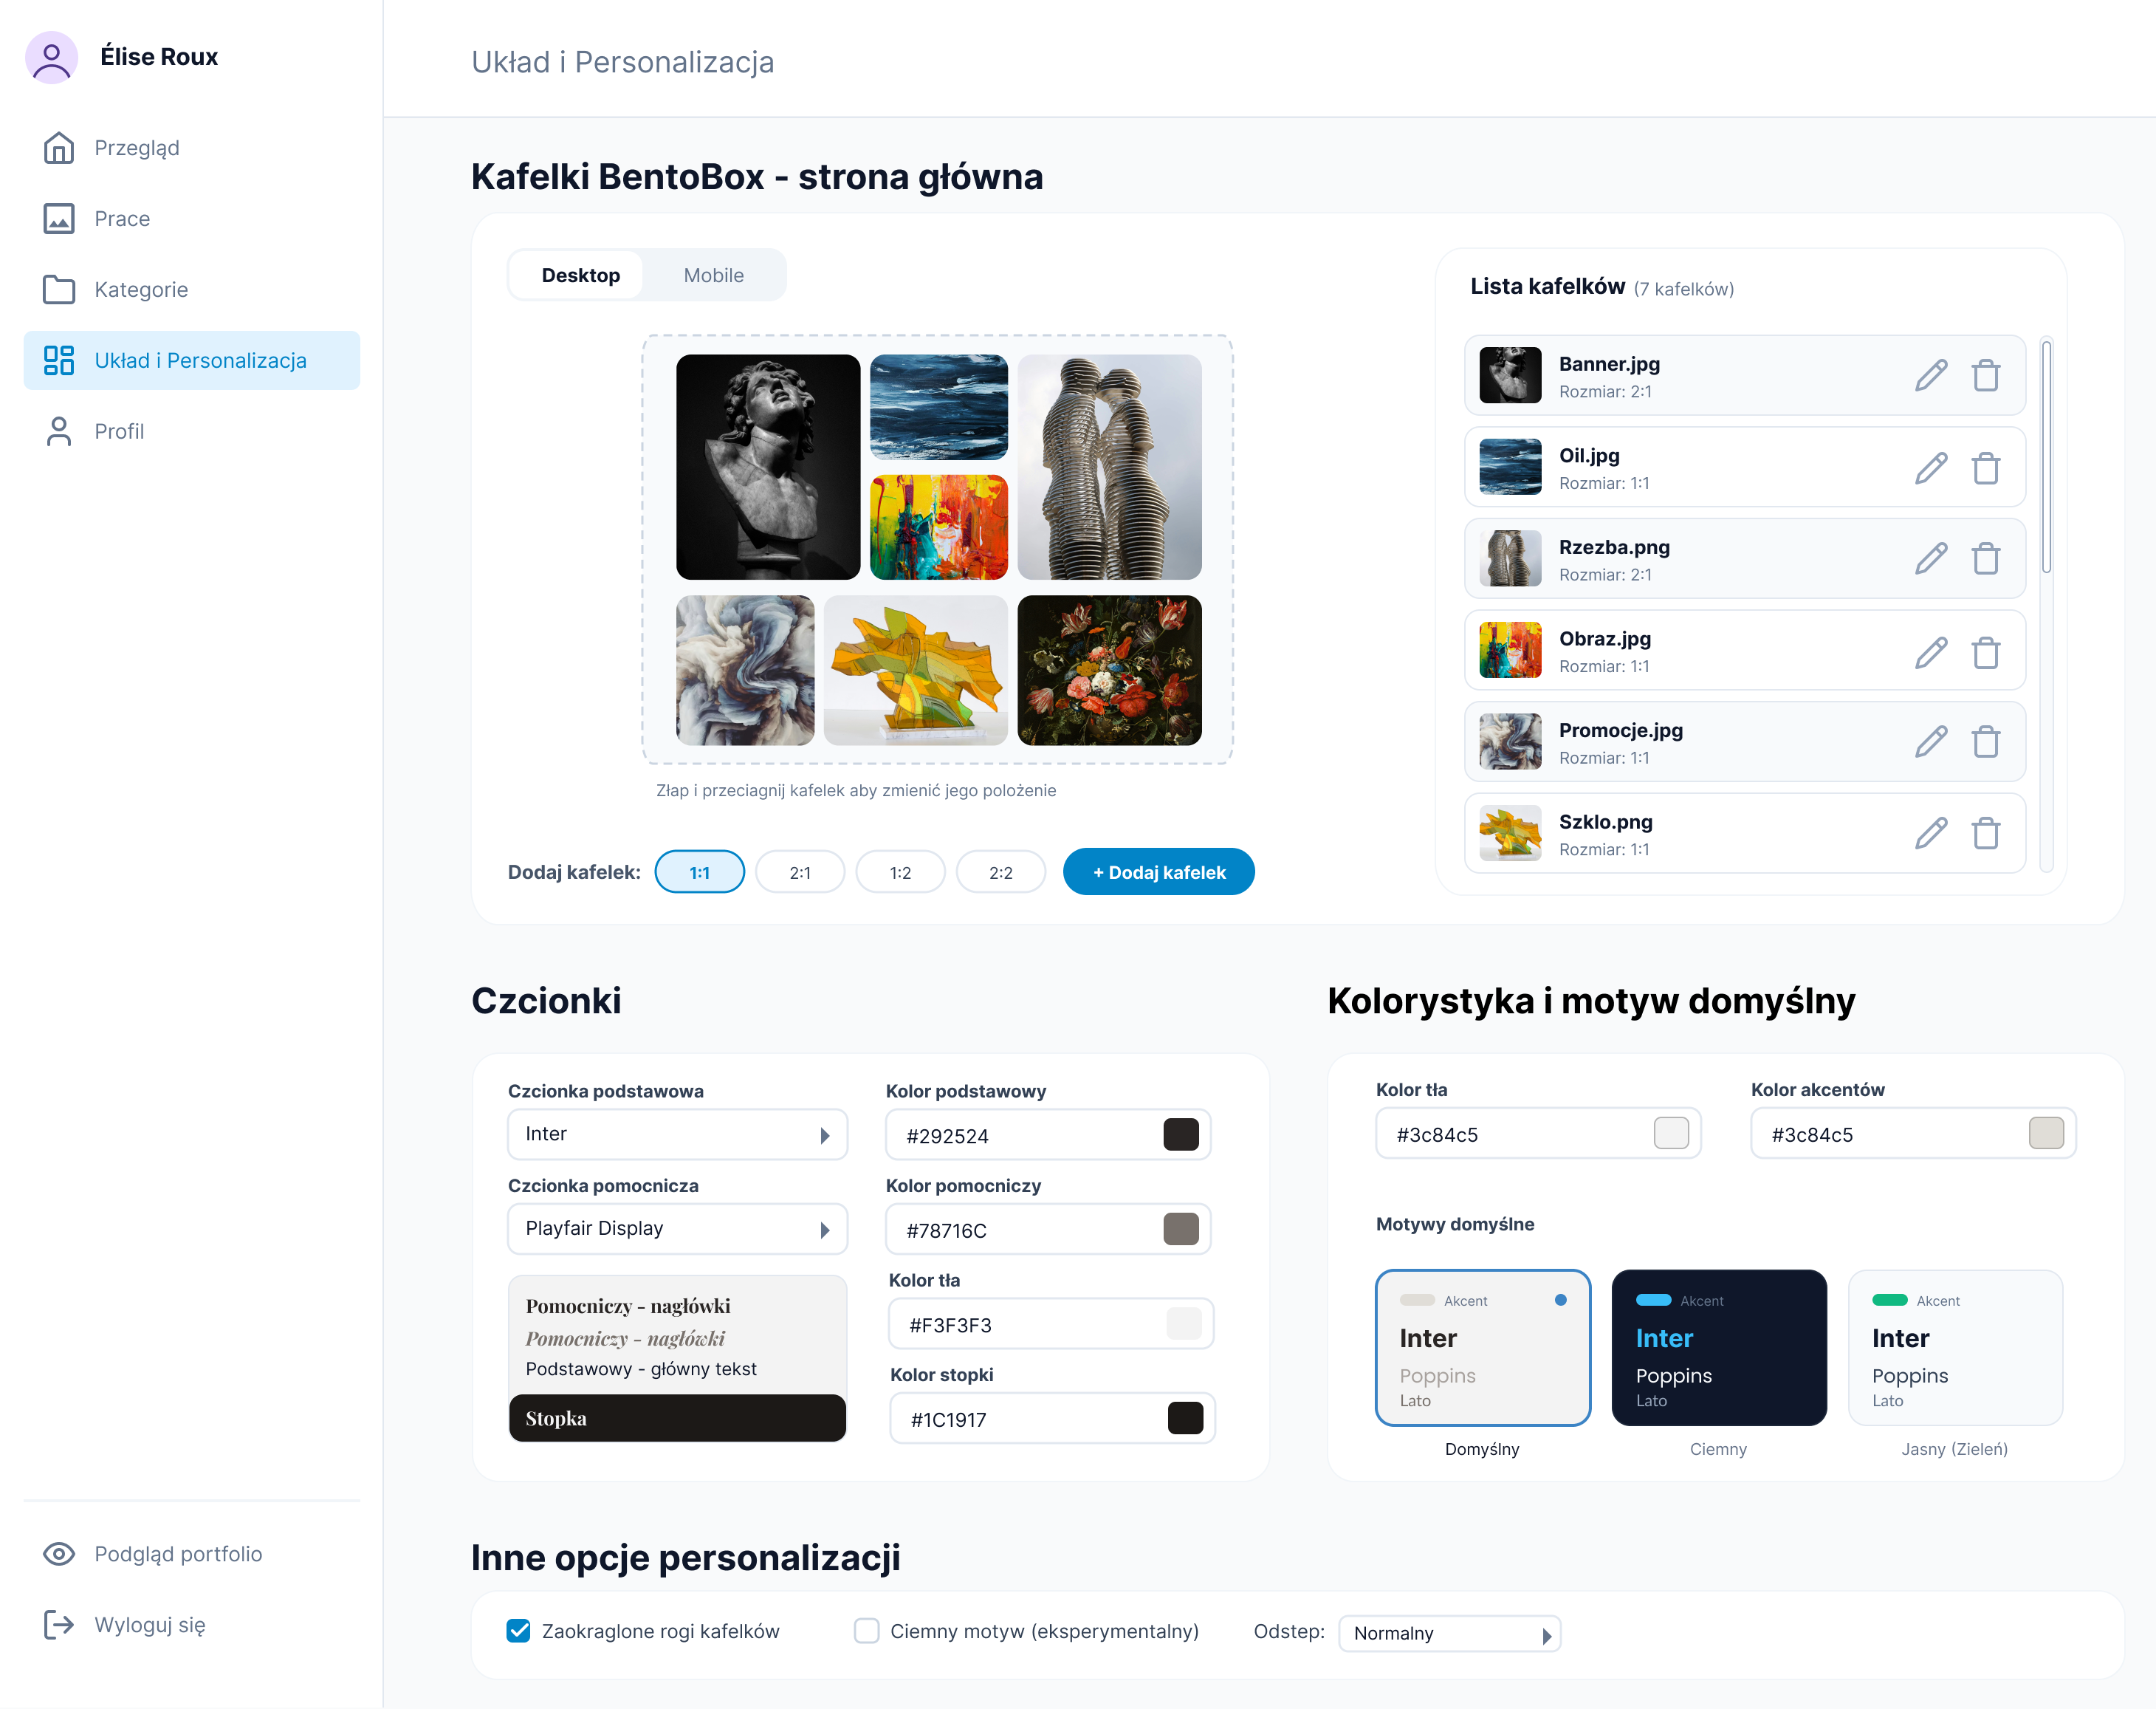 Élise Roux
Przegląd
Prace
Kategorie
Układ i Personalizacja
Profil
Podgląd portfolio
Wyloguj się
Układ i Personalizacja
Kafelki BentoBox - strona główna
Desktop
Mobile
Złap i przeciagnij kafelek aby zmienić jego polożenie
Dodaj kafelek:
1:1
2:1
1:2
2:2
+ Dodaj kafelek
Lista kafelków (7 kafelków)
Banner.jpg
Rozmiar: 2:1
Oil.jpg
Rozmiar: 1:1
Rzezba.png
Rozmiar: 2:1
Obraz.jpg
Rozmiar: 1:1
Promocje.jpg
Rozmiar: 1:1
Szklo.png
Rozmiar: 1:1
Czcionki
Czcionka podstawowa
Inter
Czcionka pomocnicza
Playfair Display
Pomocniczy - nagłówki
Pomocniczy - nagłówki
Podstawowy - główny tekst
Stopka
Kolor podstawowy
#292524
Kolor pomocniczy
#78716C
Kolor tła
#F3F3F3
Kolor stopki
#1C1917
Kolorystyka i motyw domyślny
Kolor tła
#3c84c5
Kolor akcentów
#3c84c5
Motywy domyślne
Akcent
Inter
Poppins
Lato
Domyślny
Akcent
Inter
Poppins
Lato
Ciemny
Akcent
Inter
Poppins
Lato
Jasny (Zieleń)
Inne opcje personalizacji
Zaokraglone rogi kafelków
Ciemny motyw (eksperymentalny)
Odstep:
Normalny